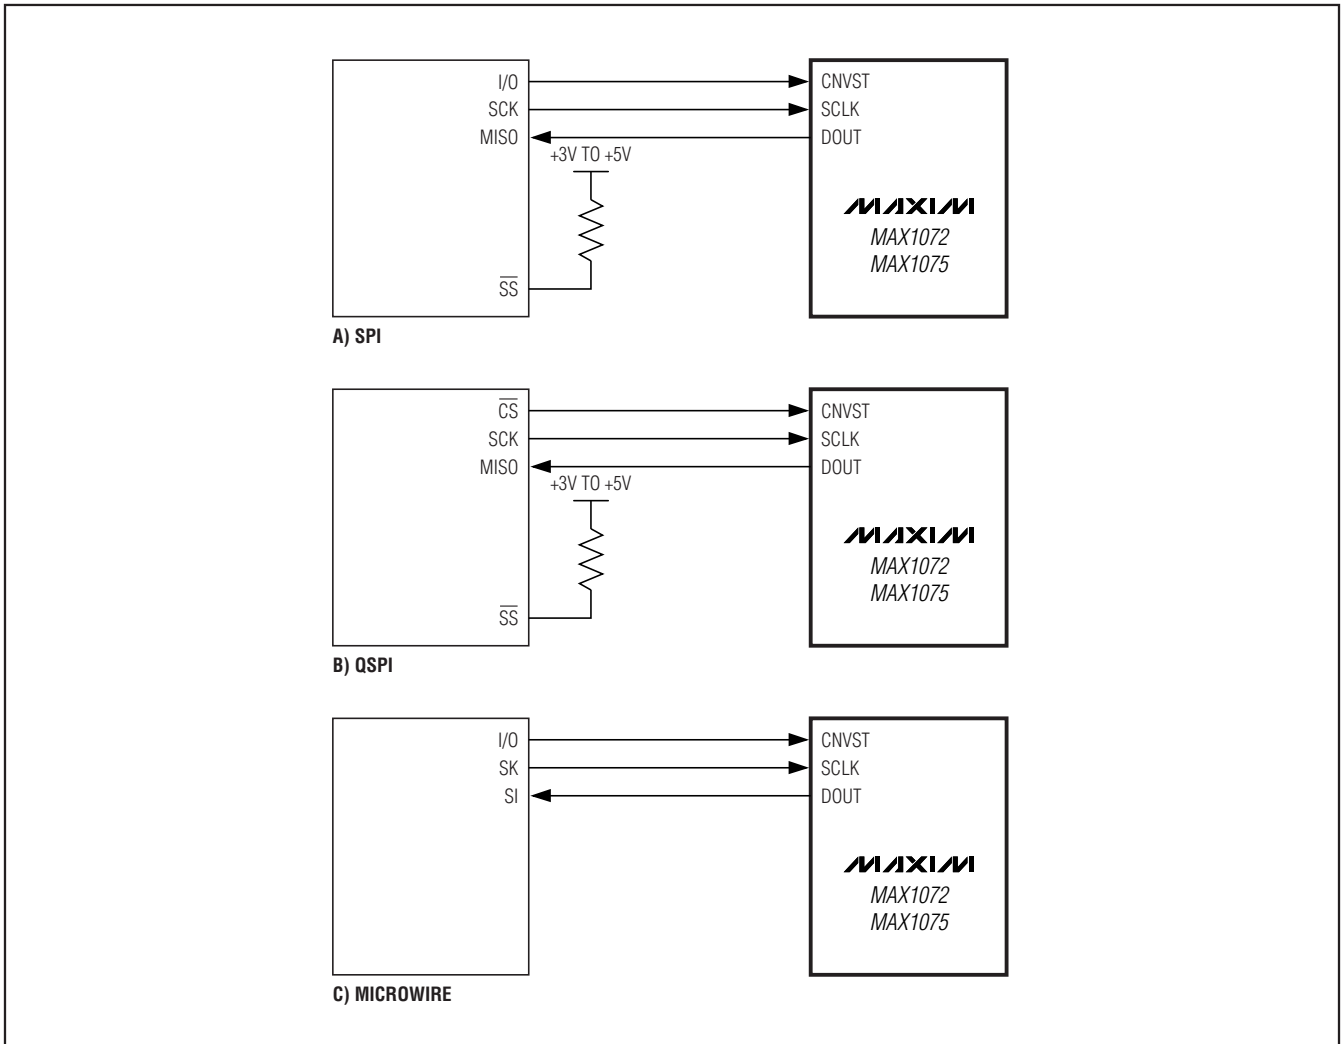 I/O
SCK
MISO
+3V TO +5V
SS
CNVST
SCLK
DOUT
MAXIM
MAX1072
MAX1075
A) SPI
CS
SCK
MISO
+3V TO +5V
SS
CNVST
SCLK
DOUT
MAXIM
MAX1072
MAX1075
B) QSPI
I/O
SK
SI
CNVST
SCLK
DOUT
MAXIM
MAX1072
MAX1075
C) MICROWIRE